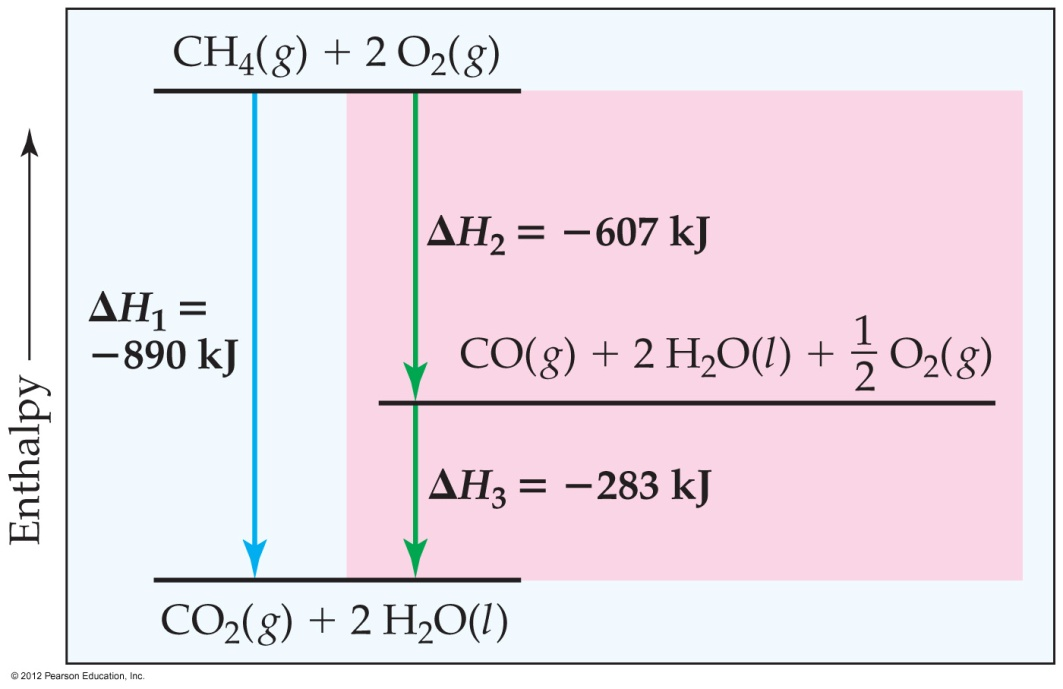 CH₄(g) + 2 O₂(g)
ΔH₂ = −607 kJ
ΔH₁ =
−890 kJ
CO(g) + 2 H₂O(l) + 1/2 O₂(g)
ΔH₃ = −283 kJ
CO₂(g) + 2 H₂O(l)
Enthalpy
© 2012 Pearson Education, Inc.